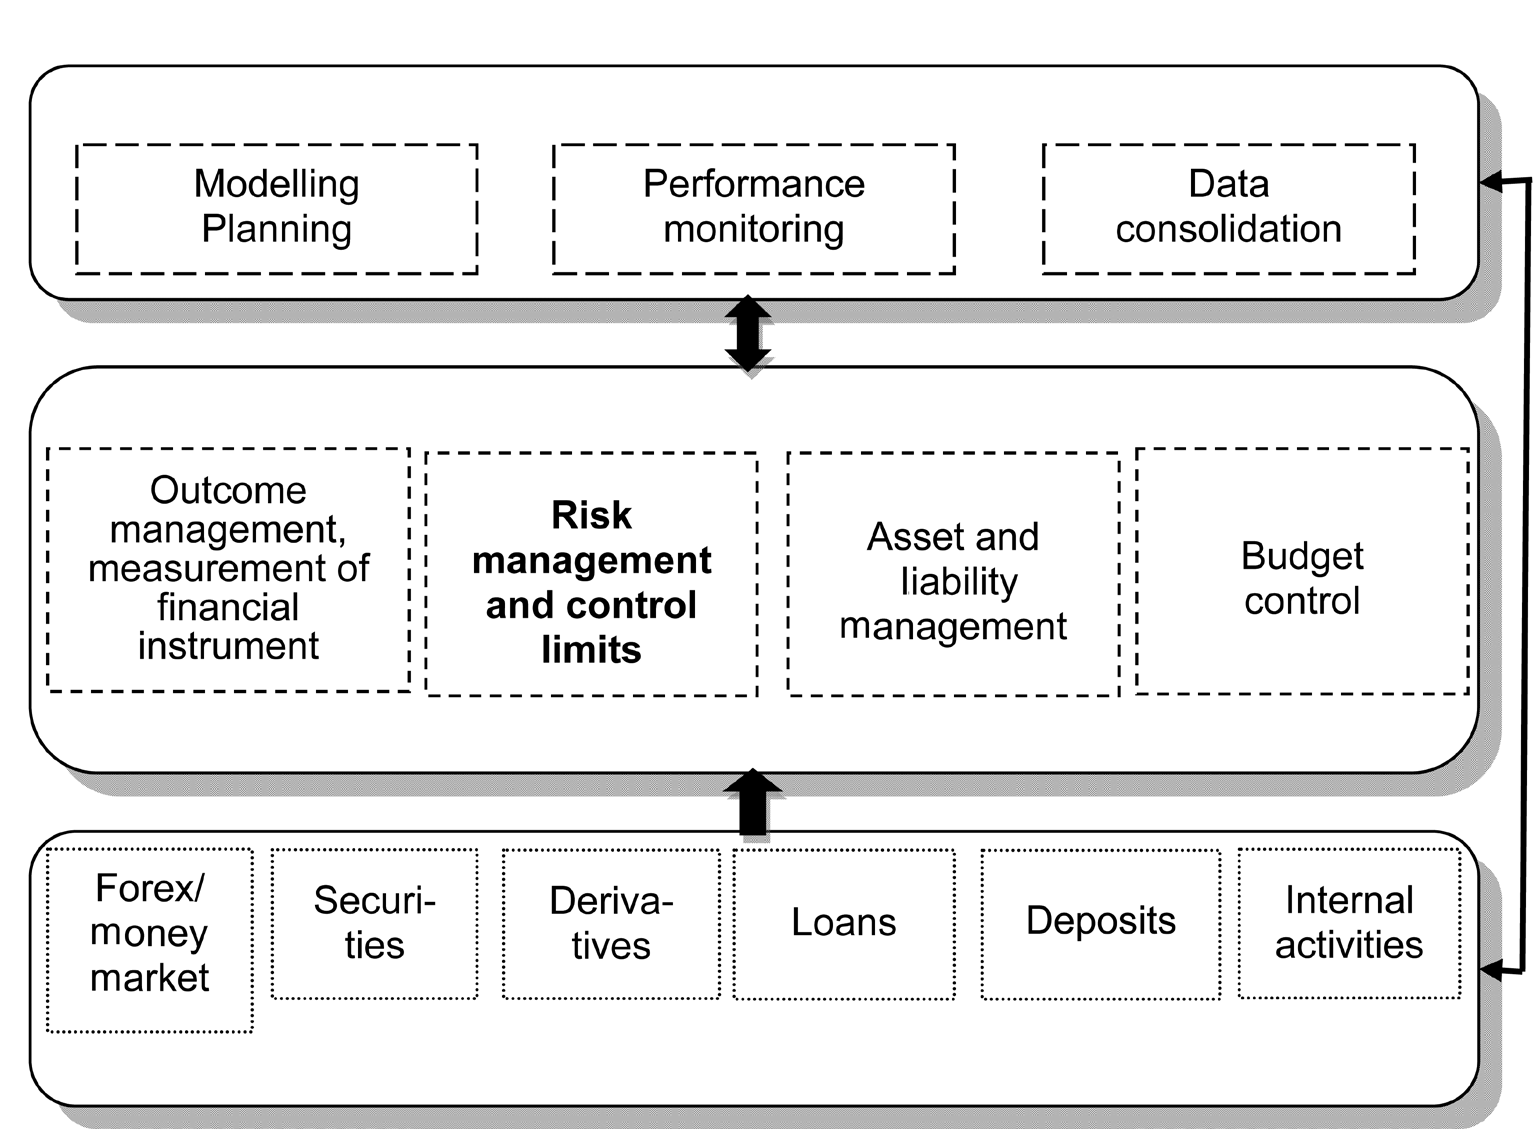 Modelling
Planning
Performance
monitoring
Data
consolidation
Outcome
management,
measurement of
financial
instrument
Risk
management
and control
limits
Asset and
liability
management
Budget
control
Forex/
money
market
Securi-
ties
Deriva-
tives
Loans
Deposits
Internal
activities